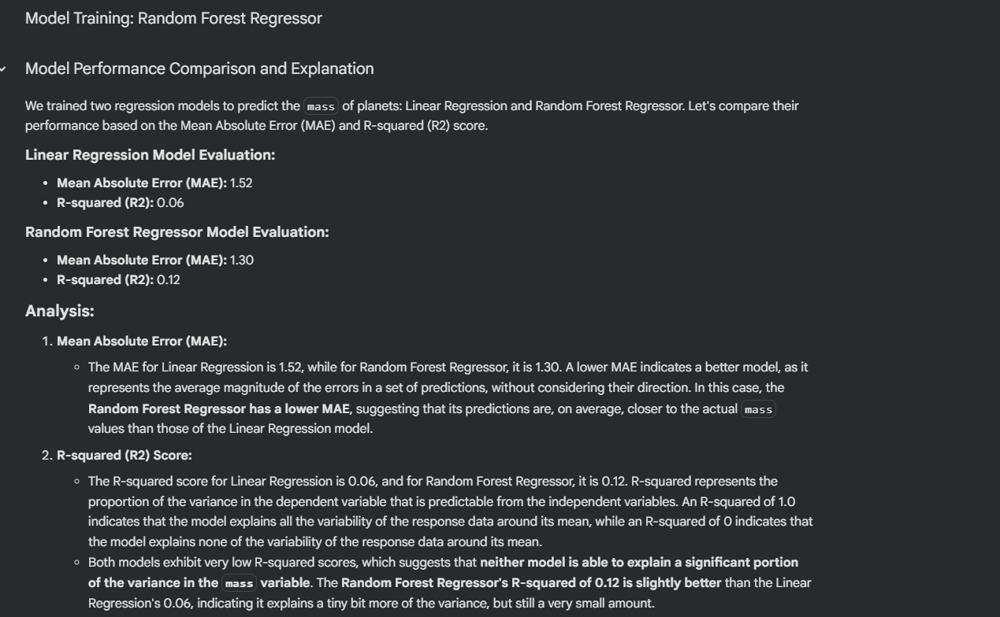 Model Training: Random Forest Regressor
Model Performance Comparison and Explanation
We trained two regression models to predict the mass of planets: Linear Regression and Random Forest Regressor. Let's compare their
performance based on the Mean Absolute Error (MAE) and R-squared (R2) score.
Linear Regression Model Evaluation:
• Mean Absolute Error (MAE): 1.52
• R-squared (R2): 0.06
Random Forest Regressor Model Evaluation:
• Mean Absolute Error (MAE): 1.30
• R-squared (R2): 0.12
Analysis:
1. Mean Absolute Error (MAE):
◦ The MAE for Linear Regression is 1.52, while for Random Forest Regressor, it is 1.30. A lower MAE indicates a better model, as it
represents the average magnitude of the errors in a set of predictions, without considering their direction. In this case, the
Random Forest Regressor has a lower MAE, suggesting that its predictions are, on average, closer to the actual mass
values than those of the Linear Regression model.
2. R-squared (R2) Score:
◦ The R-squared score for Linear Regression is 0.06, and for Random Forest Regressor, it is 0.12. R-squared represents the
proportion of the variance in the dependent variable that is predictable from the independent variables. An R-squared of 1.0
indicates that the model explains all the variability of the response data around its mean, while an R-squared of 0 indicates that
the model explains none of the variability of the response data around its mean.
◦ Both models exhibit very low R-squared scores, which suggests that neither model is able to explain a significant portion
of the variance in the mass variable. The Random Forest Regressor's R-squared of 0.12 is slightly better than the Linear
Regression's 0.06, indicating it explains a tiny bit more of the variance, but still a very small amount.